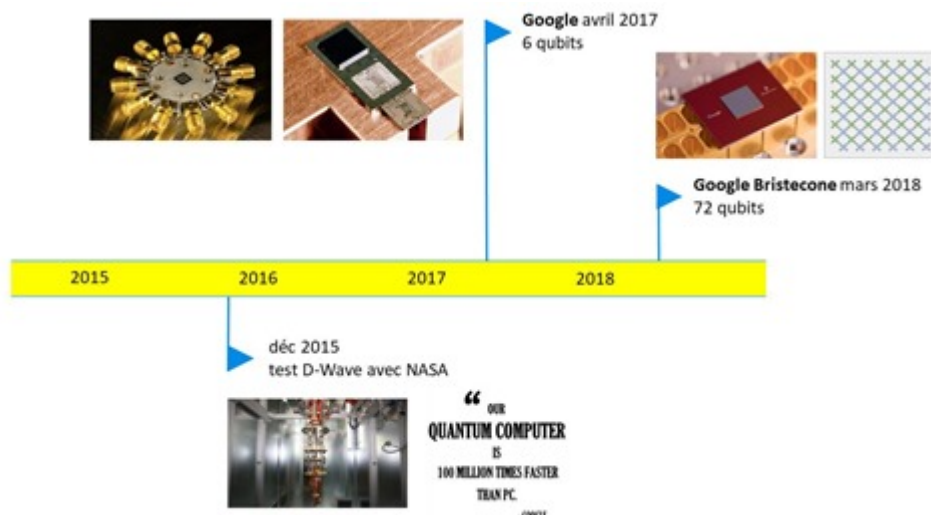 Google avril 2017
6 qubits
Google Bristecone mars 2018
72 qubits
2015 2016 2017 2018
déc 2015
test D-Wave avec NASA
“ OUR
QUANTUM COMPUTER
IS
100 MILLION TIMES FASTER
THAN PC.